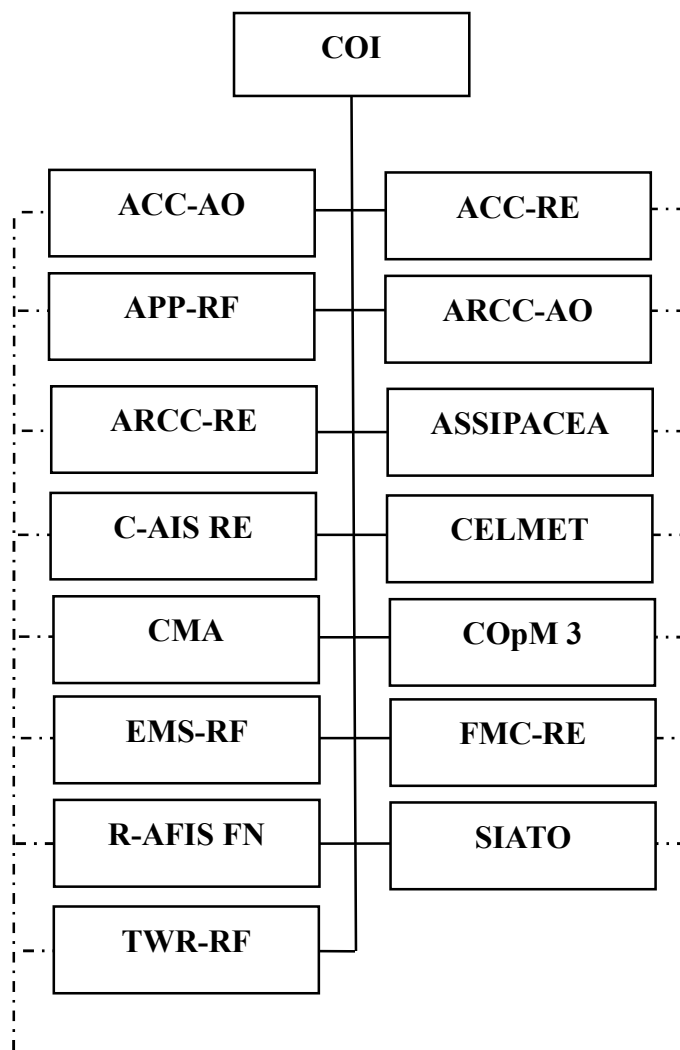 COI
ACC-AO
ACC-RE
APP-RF
ARCC-AO
ARCC-RE
ASSIPACEA
C-AIS RE
CELMET
CMA
COpM 3
EMS-RF
FMC-RE
R-AFIS FN
SIATO
TWR-RF